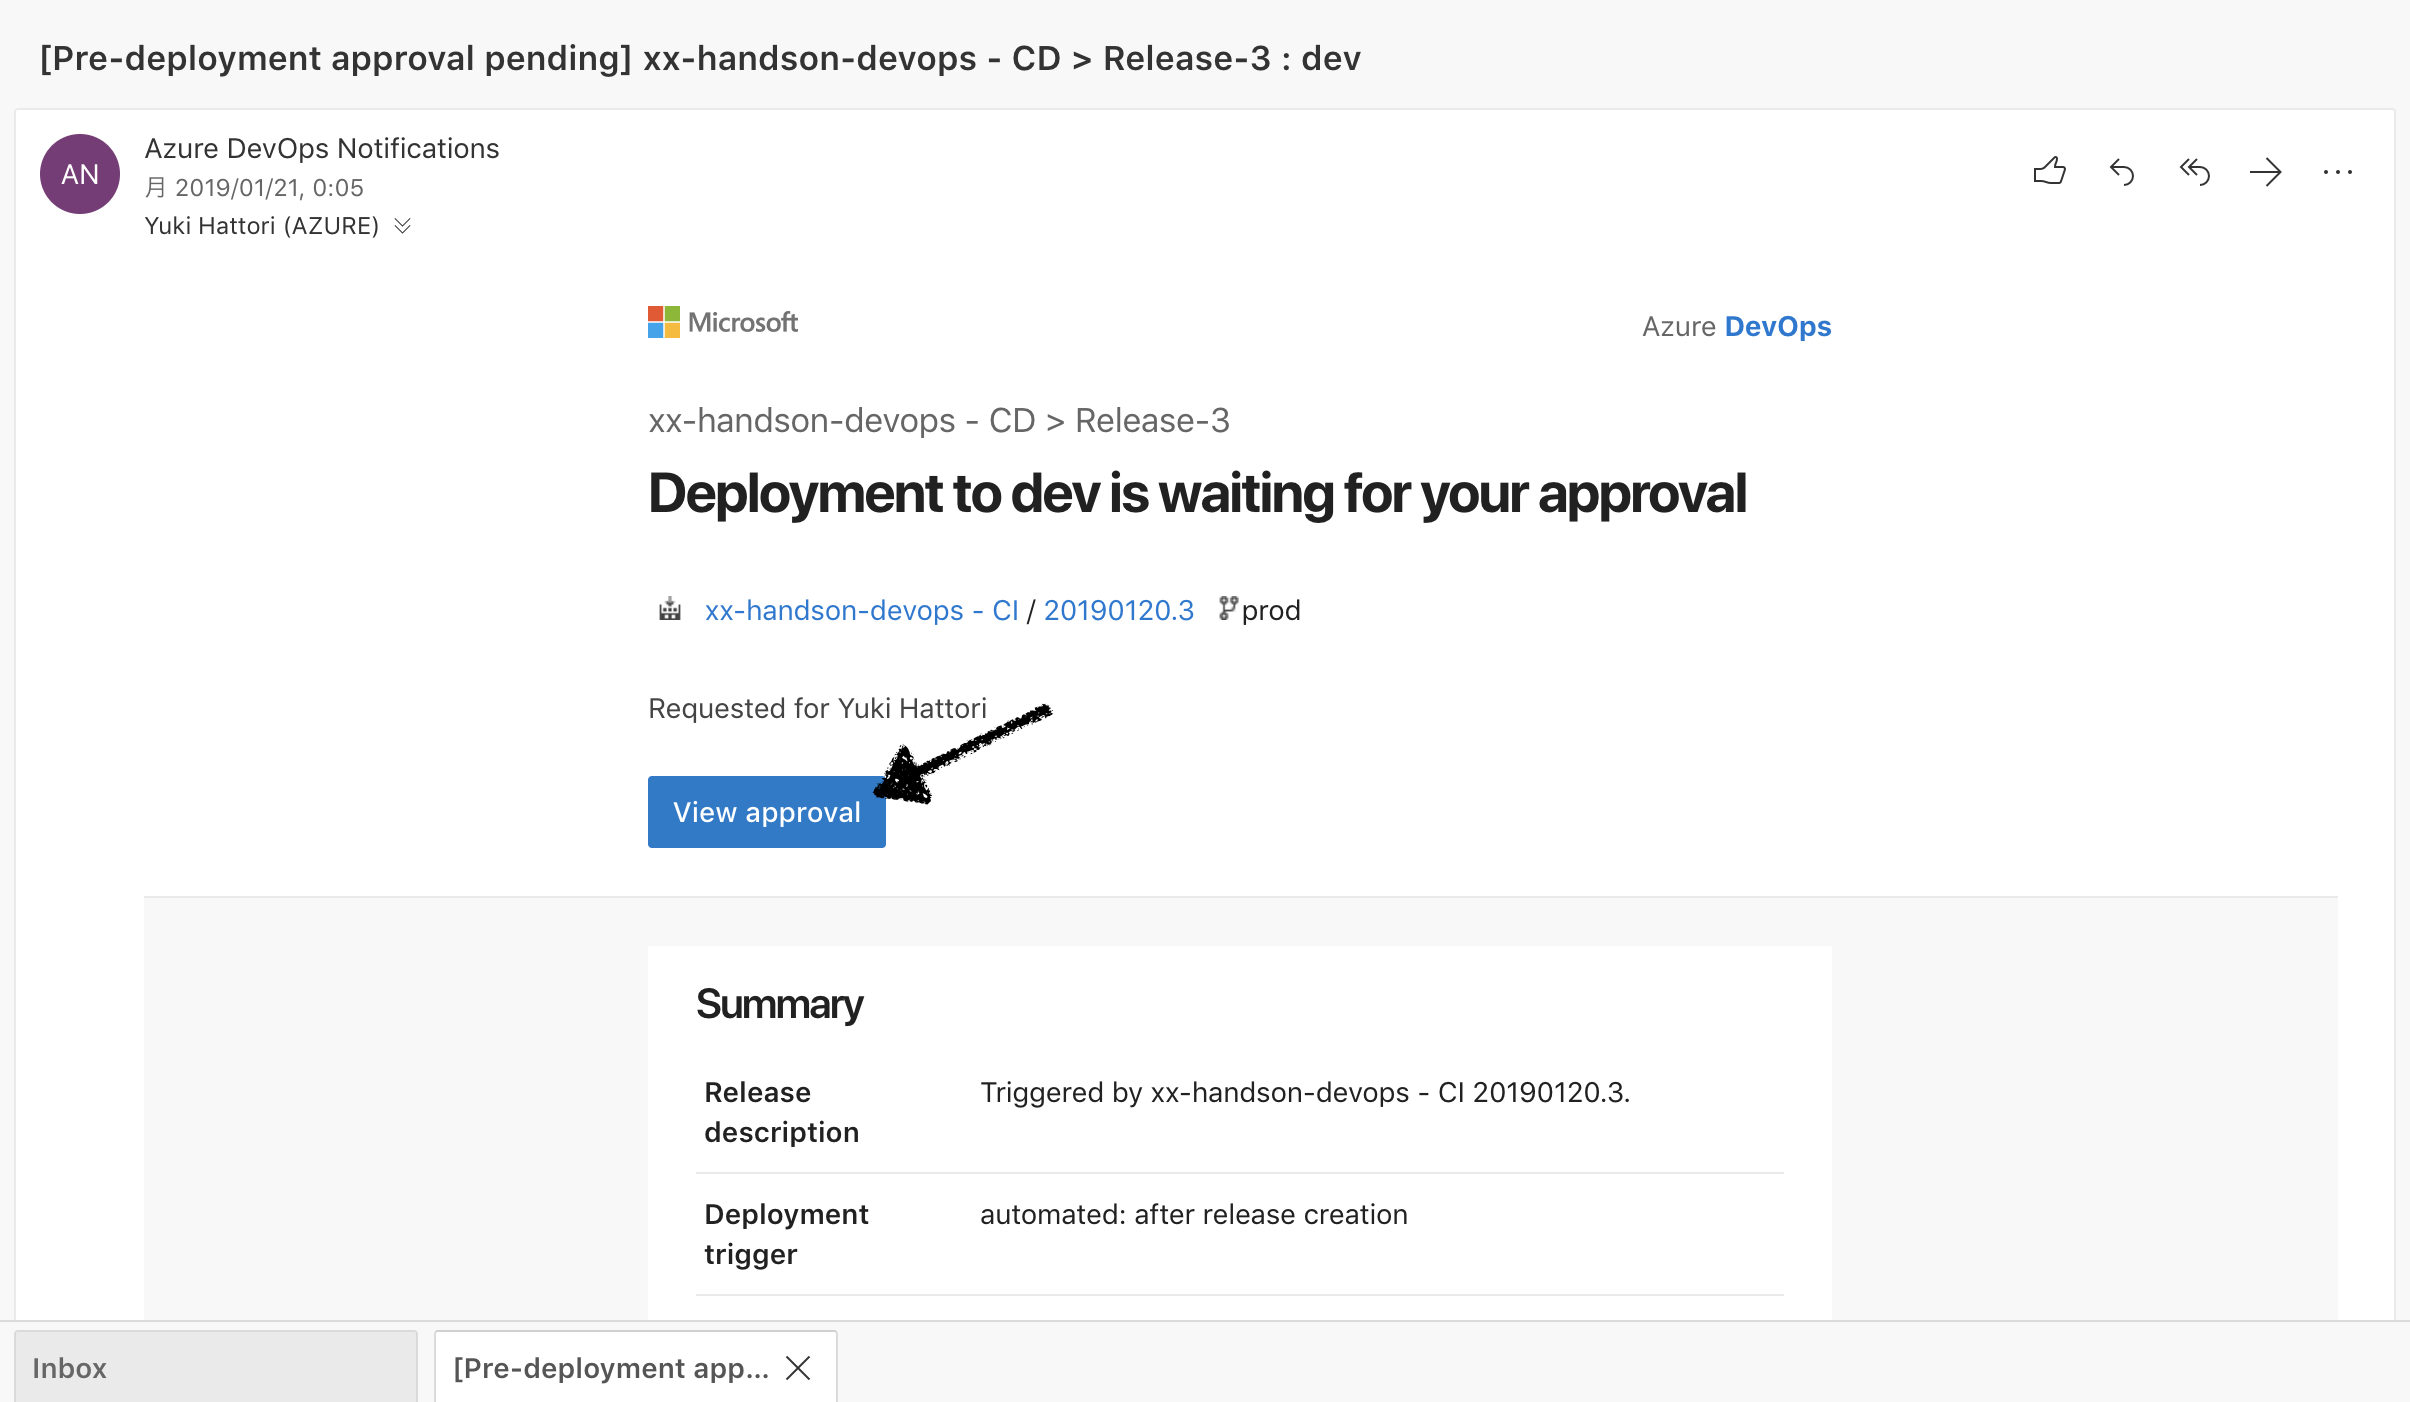 [Pre-deployment approval pending] xx-handson-devops - CD > Release-3 : dev
AN
Azure DevOps Notifications
月 2019/01/21, 0:05
Yuki Hattori (AZURE)
Microsoft
Azure DevOps
xx-handson-devops - CD > Release-3
Deployment to dev is waiting for your approval
xx-handson-devops - CI / 20190120.3 prod
Requested for Yuki Hattori
View approval
Summary
Release description
Triggered by xx-handson-devops - CI 20190120.3.
Deployment trigger
automated: after release creation
Inbox
[Pre-deployment app...